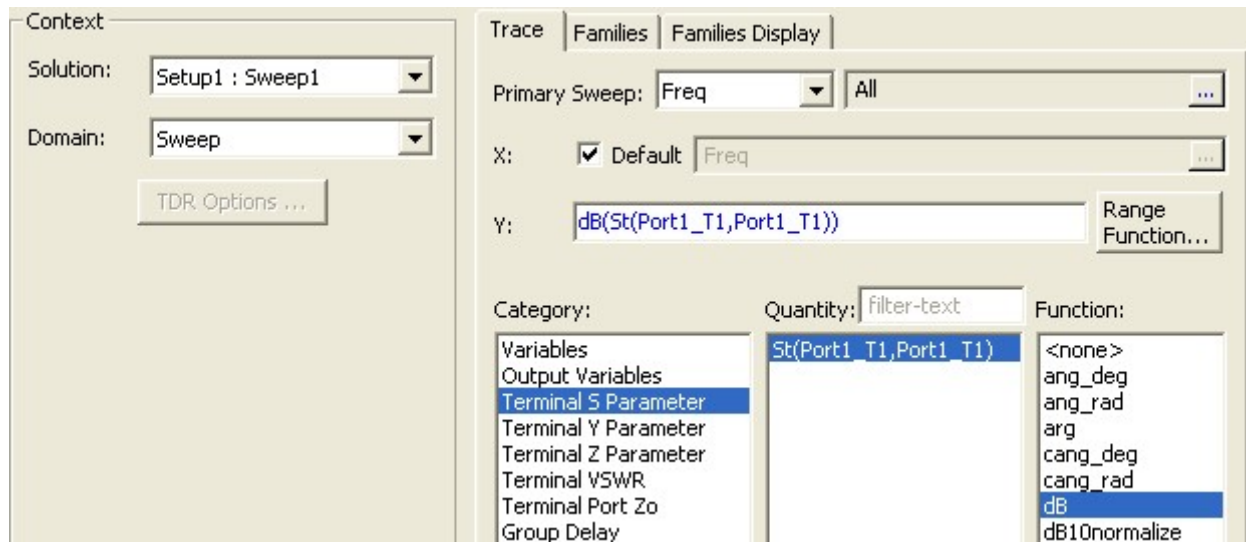 Context
Solution: Setup1 : Sweep1
Domain: Sweep
TDR Options ...
Trace Families Families Display
Primary Sweep: Freq All ...
X: Default Freq ...
Y: dB(St(Port1_T1,Port1_T1)) Range Function...
Category: Quantity: filter-text Function:
Variables St(Port1_T1,Port1_T1) <none>
Output Variables ang_deg
Terminal S Parameter ang_rad
Terminal Y Parameter arg
Terminal Z Parameter cang_deg
Terminal VSWR cang_rad
Terminal Port Zo dB
Group Delay dB10normalize